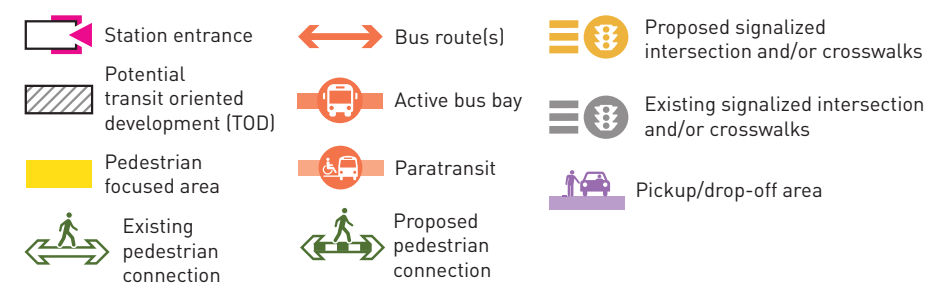 Station entrance
Potential
transit oriented
development (TOD)
Pedestrian
focused area
Existing
pedestrian
connection
Bus route(s)
Active bus bay
Paratransit
Proposed
pedestrian
connection
Proposed signalized
intersection and/or crosswalks
Existing signalized intersection
and/or crosswalks
Pickup/drop-off area